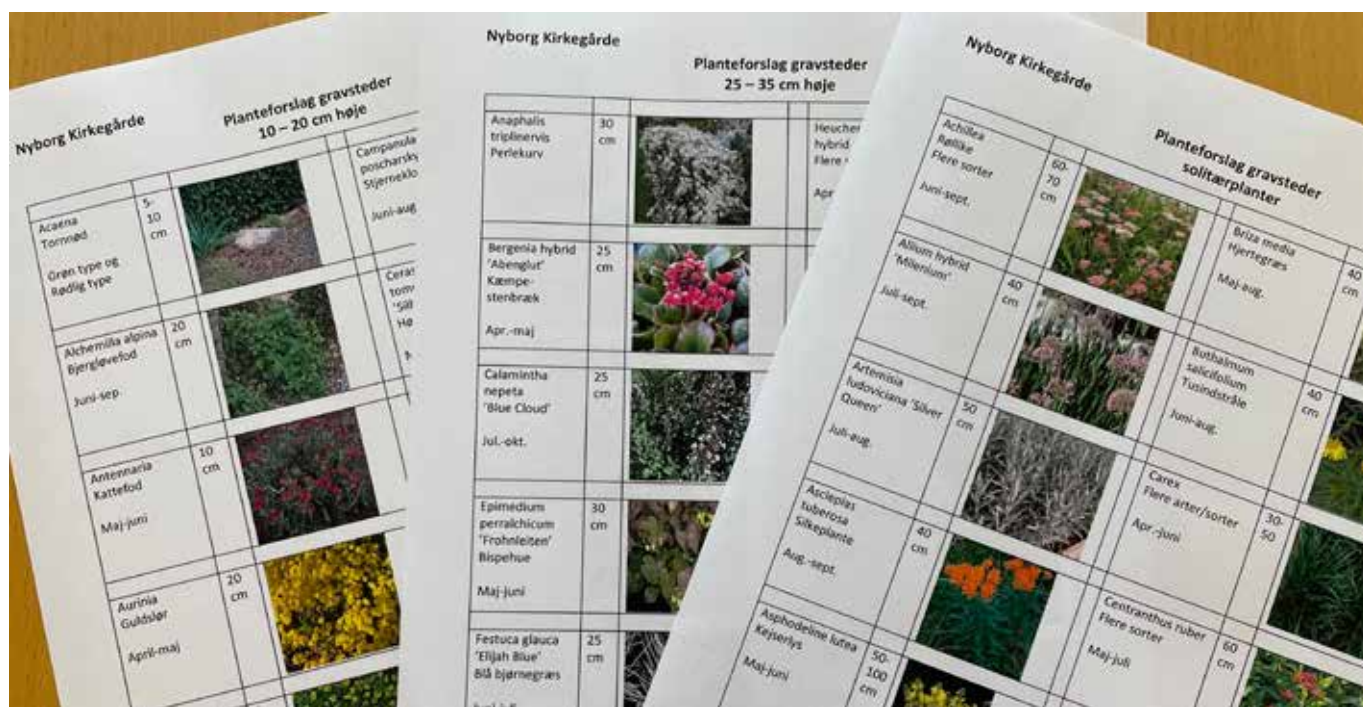 Nyborg Kirkegårde
Planteforslag gravsteder
10 – 20 cm høje
Acaena
Tornnød
Grøn type og
Rødlig type
5-
10
cm
Campanula
poscharsky
Stjerneklo
Juni-aug
Alchemilla alpina
Bjergløvefod
Juni-sep
20
cm
Ceras
tom
Antennaria
Kattefod
Maj-juni
10
cm
Aurinia
Guldslør
April-maj
20
cm
Nyborg Kirkegårde
Planteforslag gravsteder
25 – 35 cm høje
Anaphalis
triplinervis
Perlekurv
30
cm
Heucher
hybrid
Flere
Apr
Bergenia hybrid
'Abenglut'
Kæmpe-
stenbræk
Apr.-maj
25
cm
Calamintha
nepeta
'Blue Cloud'
Jul.-okt.
25
cm
Epimedium
perralchicum
'Frohnleiten'
Bispehue
Maj-juni
30
cm
Festuca glauca
'Elijah Blue'
Blå bjørnegræs
25
cm
Nyborg Kirkegårde
Planteforslag gravsteder
solitærplanter
Achillea
Røllike
Flere sorter
Juni-sept.
60-
70
cm
Briza media
Hjertegræs
Maj-aug.
40
cm
Allium hybrid
'Milenium'
Juli-sept.
40
cm
Buthalmum
salicifolium
Tusindstråle
Juni-aug.
40
cm
Artemisia
ludoviciana 'Silver
Queen'
Juli-aug.
50
cm
Carex
Flere arter/sorter
Apr.-juni
30-
50
Asclepias
tuberosa
Silkeplante
Aug.-sept.
40
cm
Centranthus ruber
Flere sorter
Maj-juli
60
cm
Asphodeline lutea
Kejserlys
Maj-juni
50-
100
cm